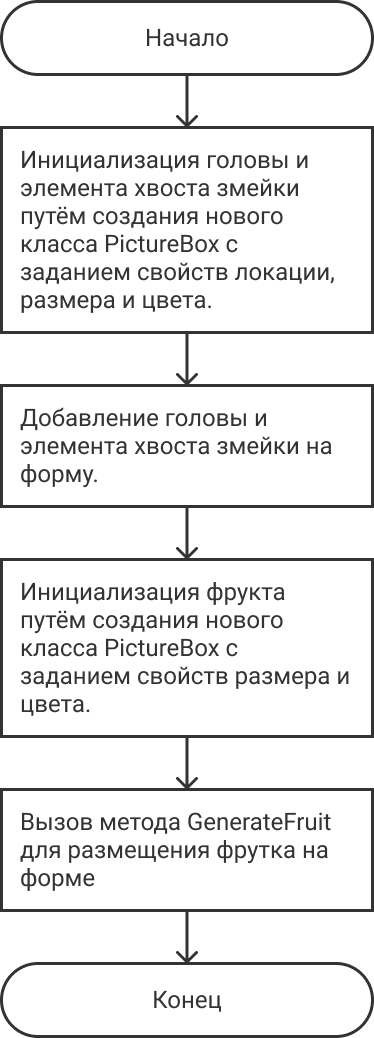 Начало
Инициализация головы и
элемента хвоста змейки
путём создания нового
класса PictureBox с
заданием свойств локации,
размера и цвета.
Добавление головы и
элемента хвоста змейки на
форму.
Инициализация фрукта
путём создания нового
класса PictureBox с
заданием свойств размера и
цвета.
Вызов метода GenerateFruit
для размещения фрутка на
форме
Конец